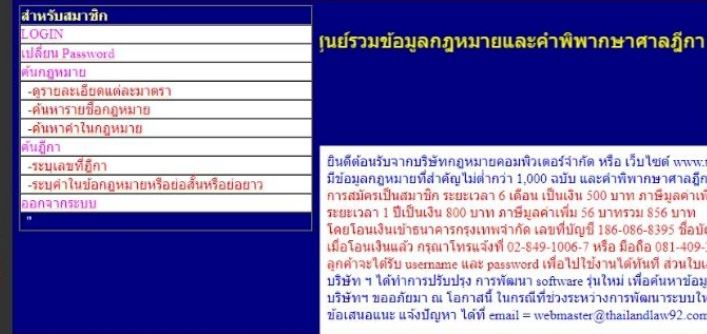 สำหรับสมาชิก
LOGIN
เปลี่ยน Password
ค้นกฎหมาย
-ดูรายละเอียดแต่ละมาตรา
-ค้นหารายชื่อกฎหมาย
-ค้นหาคำในกฎหมาย
ค้นฎีกา
-ระบุเลขที่ฎีกา
-ระบุคำในข้อกฎหมายหรือย่อสั้นหรือย่อยาว
ออกจากระบบ
"
ศูนย์รวมข้อมูลกฎหมายและคำพิพากษาศาลฎีกา
ยินดีต้อนรับจากบริษัทกฎหมายคอมพิวเตอร์จำกัด หรือ เว็บไซต์
มีข้อมูลกฎหมายที่สำคัญไม่ต่ำกว่า 1,000 ฉบับ และคำพิพากษาศาลฎีกา
การสมัครเป็นสมาชิก ระยะเวลา 6 เดือน เป็นเงิน 500 บาท ภาษีมูลค่าเพิ่
ระยะเวลา 1 ปีเป็นเงิน 800 บาท ภาษีมูลค่าเพิ่ม 56 บาทรวม 856 บาท
โดยโอนเงินเข้าธนาคารกรุงเทพจำกัด เลขที่บัญชี 186-086-8395 ชื่อบัญ
เมื่อโอนเงินแล้ว กรุณาโทรแจ้งที่ 02-849-1006-7 หรือ มือถือ 081-409-
ลูกค้าจะได้รับ username และ password เพื่อไปใช้งานได้ทันที ส่วนใบเส
บริษัท ฯ ได้ทำการปรับปรุง การพัฒนา software รุ่นใหม่ เพื่อค้นหาข้อมู
บริษัทฯ ขออภัยมา ณ โอกาสนี้ ในกรณีที่ช่วงระหว่างการพัฒนาระบบให
ข้อเสนอแนะ แจ้งปัญหา ได้ที่ email = webmaster@thailandlaw92.com